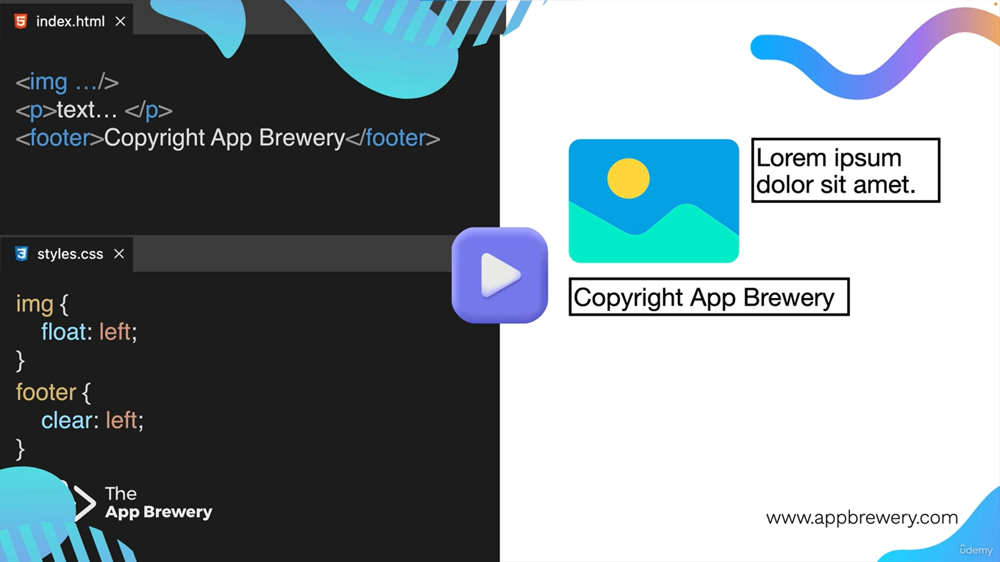 index.html
<img …/>
<p>text… </p>
<footer>Copyright App Brewery</footer>
styles.css
img {
float: left;
}
footer {
clear: left;
}
The
App Brewery
Lorem ipsum
dolor sit amet.
Copyright App Brewery
www.appbrewery.com
ûdemy